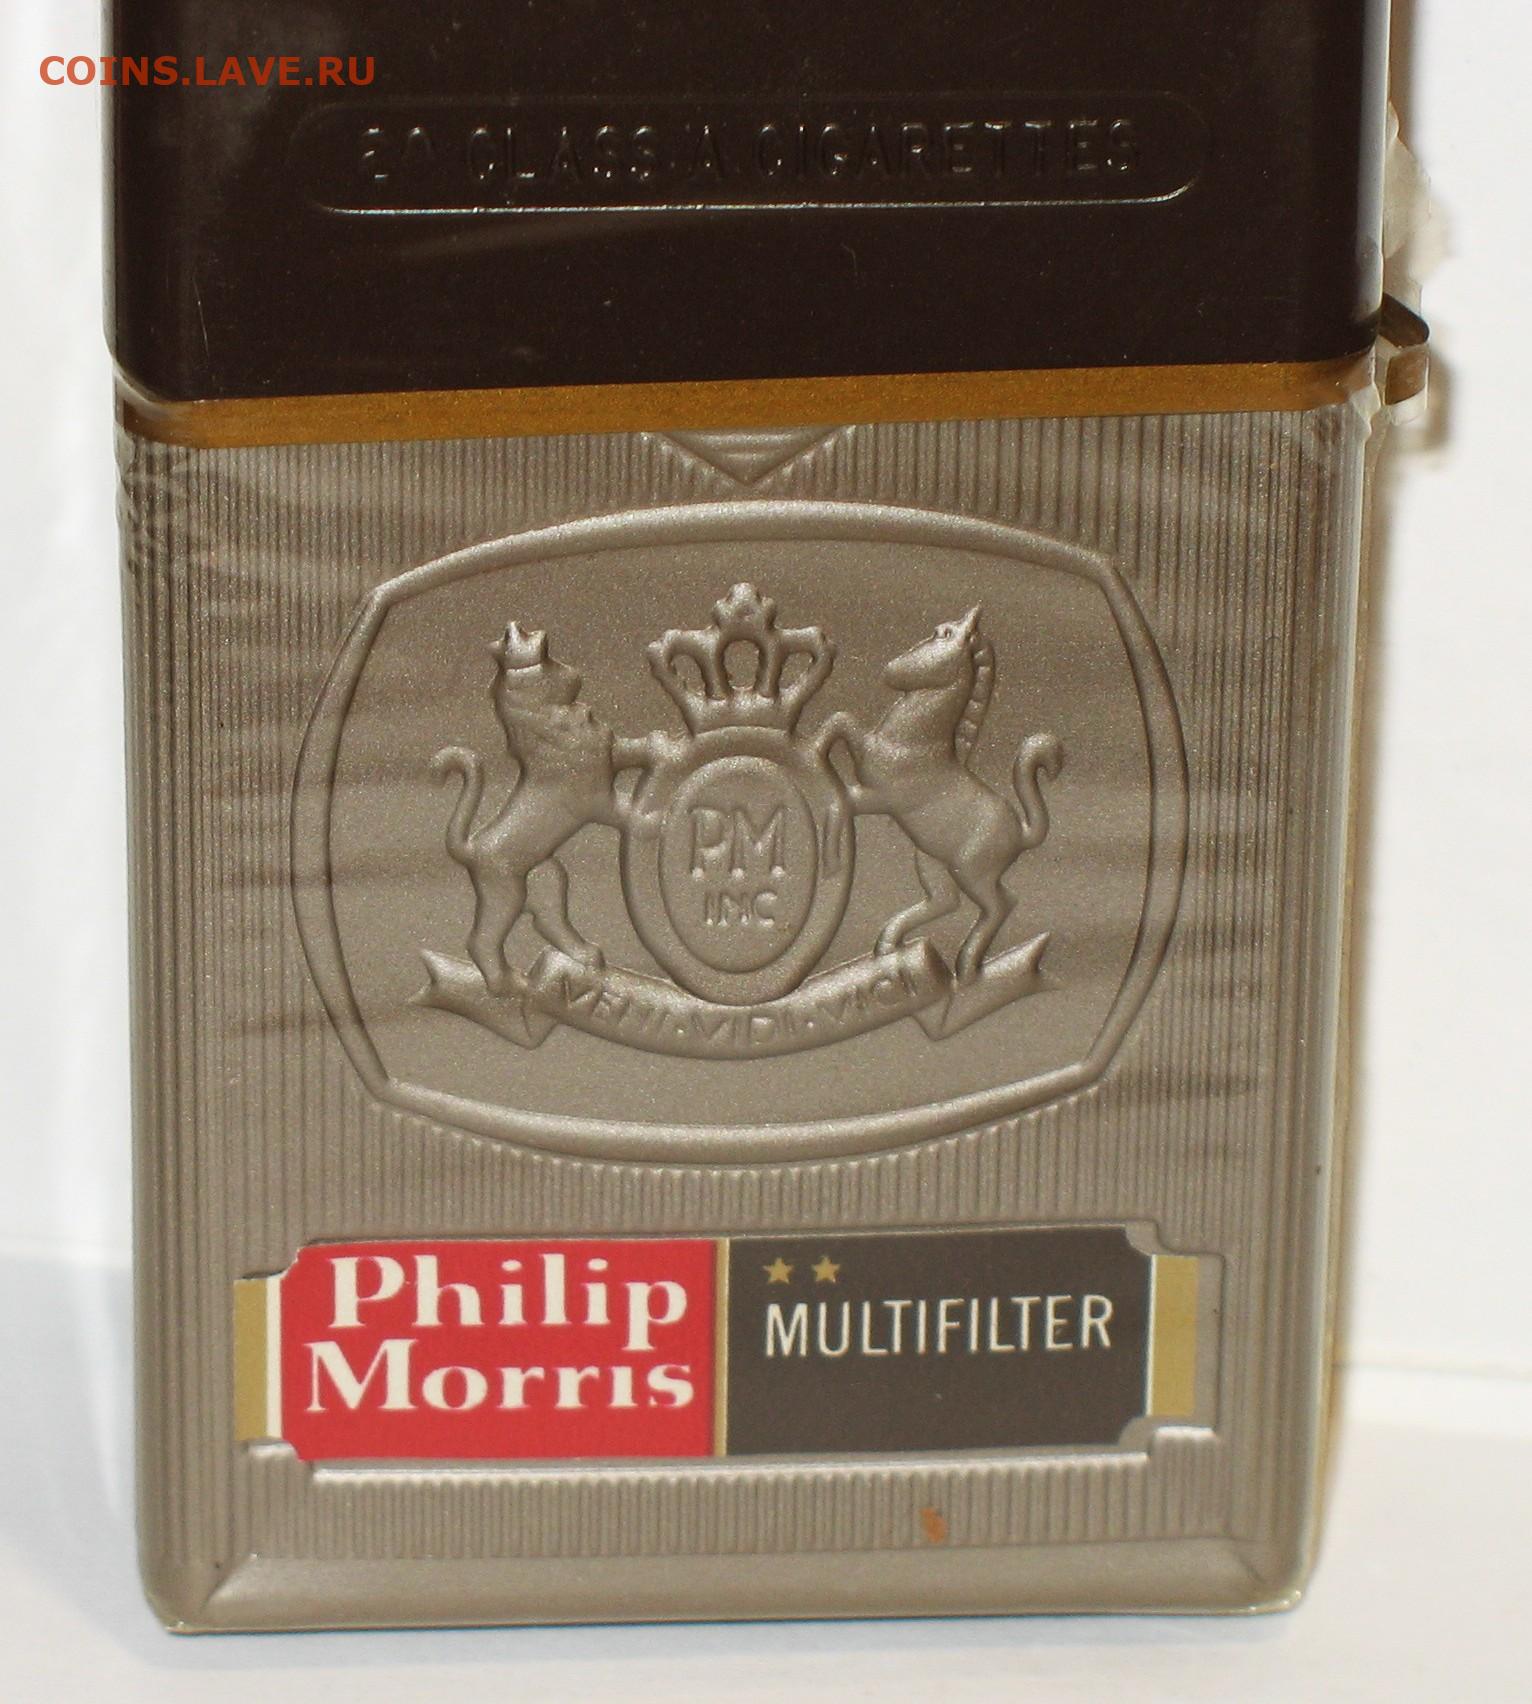 COINS.LAVE.RU
20 CLASS A CIGARETTES
PM
INC
VENI·VIDI·VICI
Philip
Morris
MULTIFILTER